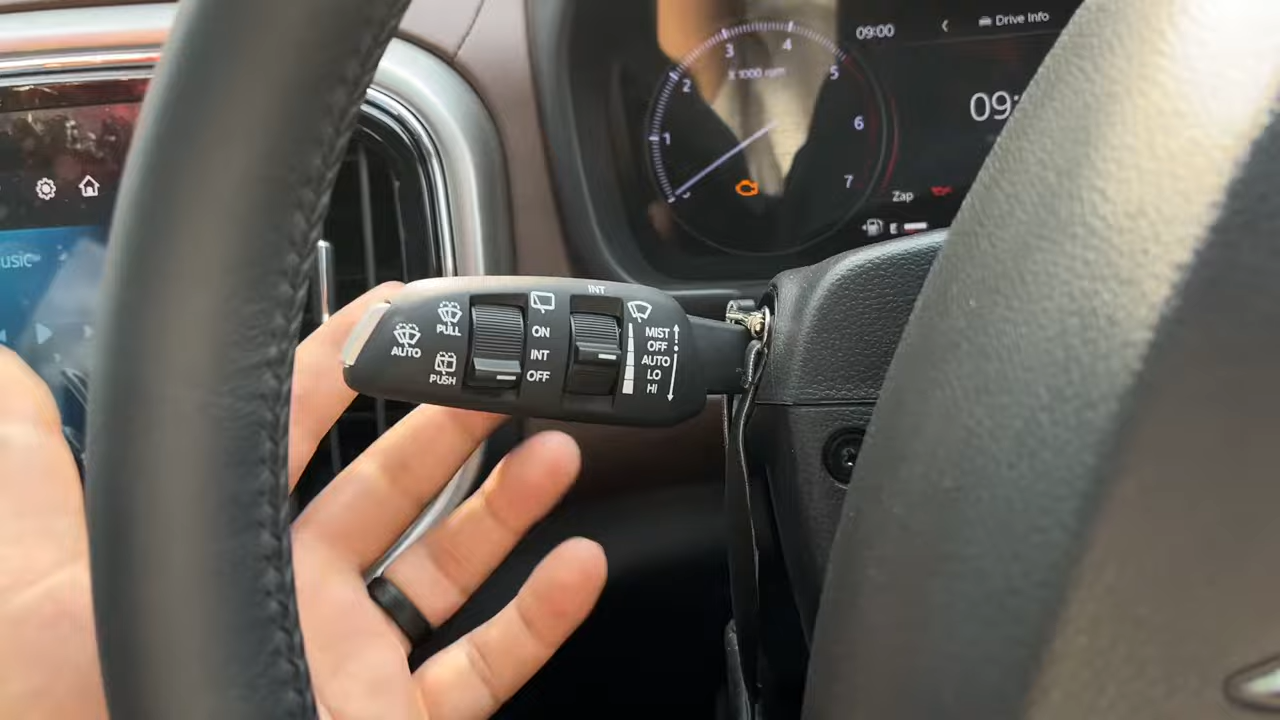 09:00
Drive Info
3
4
X 1000 rpm
2
5
1
6
7
Zap
E
INT
PULL
AUTO
PUSH
ON
INT
OFF
MIST
OFF
AUTO
LO
HI